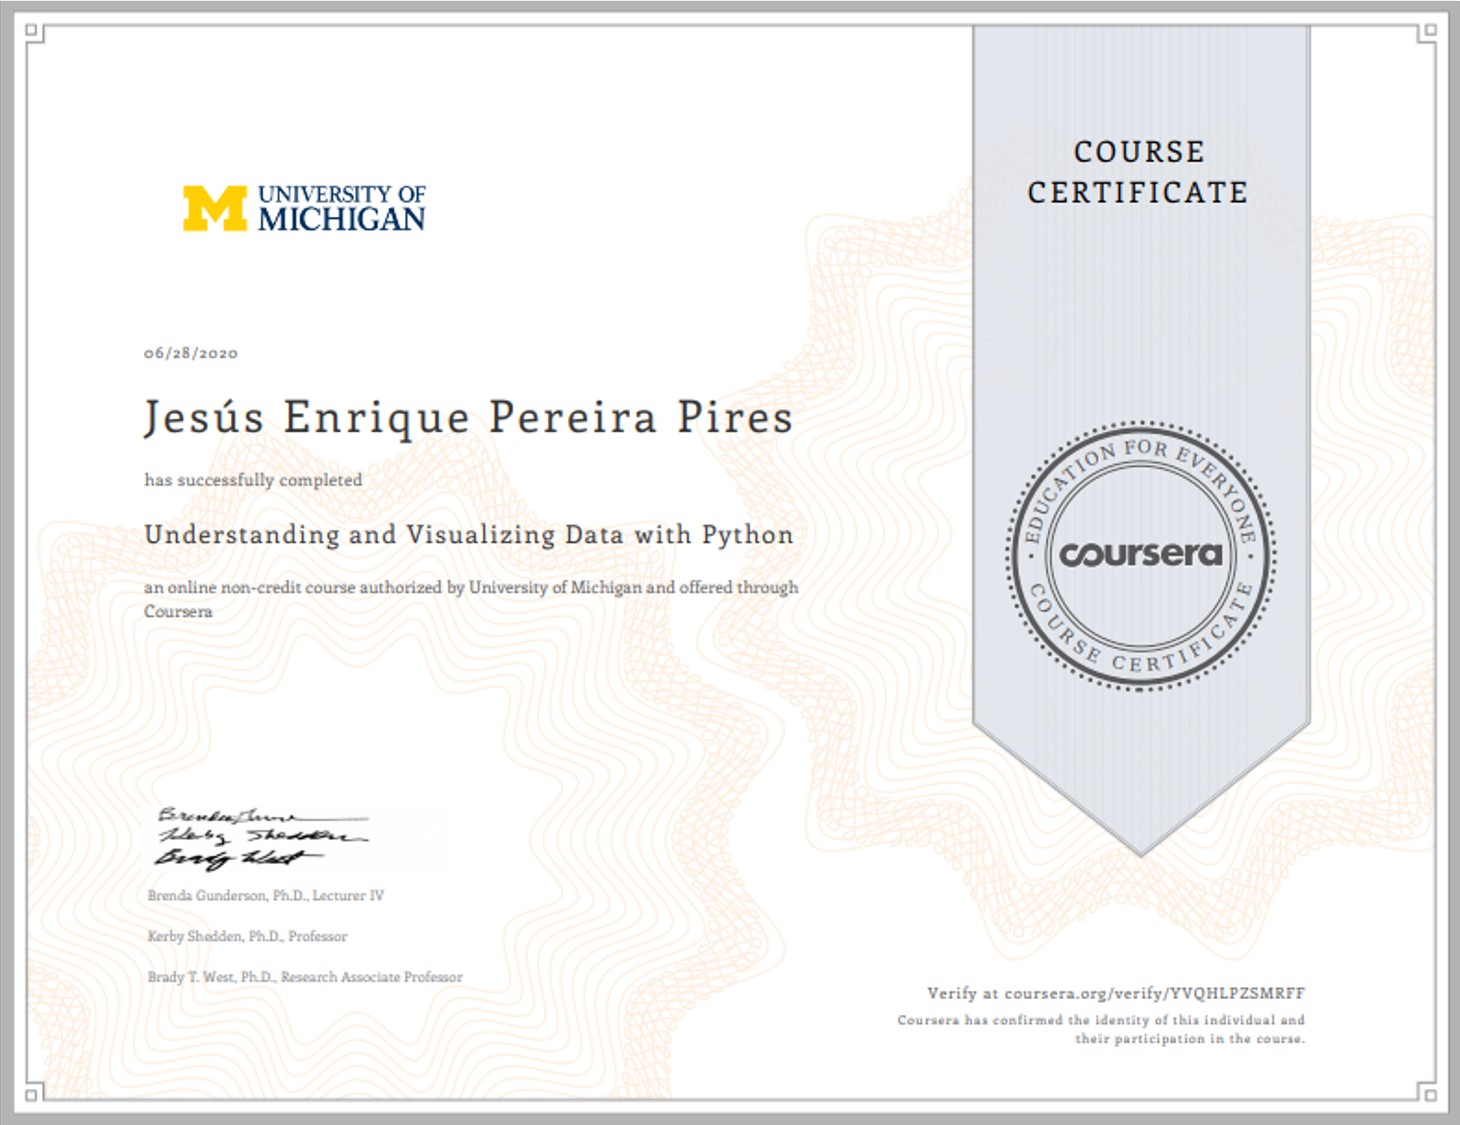 UNIVERSITY OF
MICHIGAN
COURSE
CERTIFICATE
06/28/2020
Jesús Enrique Pereira Pires
has successfully completed
Understanding and Visualizing Data with Python
an online non-credit course authorized by University of Michigan and offered through
Coursera
EDUCATION FOR EVERYONE
coursera
COURSE CERTIFICATE
Kerby Shedden
Brady West
Brenda Gunderson, Ph.D., Lecturer IV
Kerby Shedden, Ph.D., Professor
Brady T. West, Ph.D., Research Associate Professor
Verify at coursera.org/verify/YVQHLPZSMRFF
Coursera has confirmed the identity of this individual and
their participation in the course.